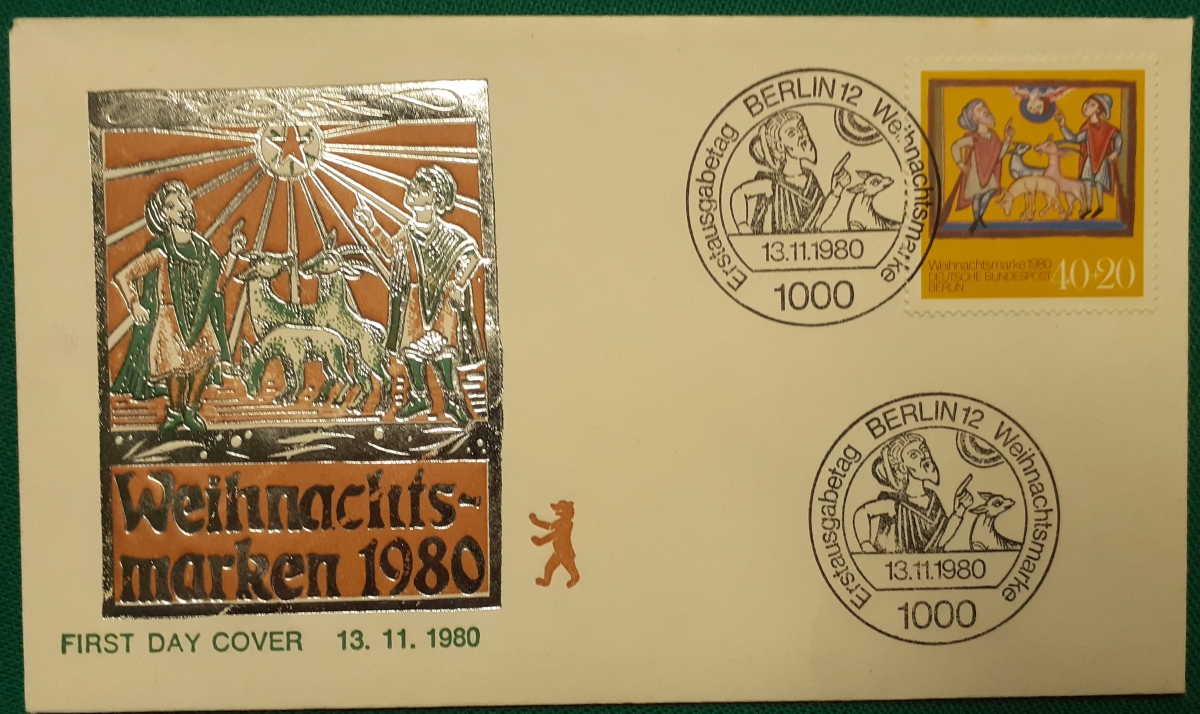 Weihnachts-
marken 1980
FIRST DAY COVER 13. 11. 1980
Erstausgabetag BERLIN 12 Weihnachtsmarke
13.11.1980
1000
Weihnachtsmarke 1980
DEUTSCHE BUNDESPOST
BERLIN
40+20
Erstausgabetag BERLIN 12 Weihnachtsmarke
13.11.1980
1000